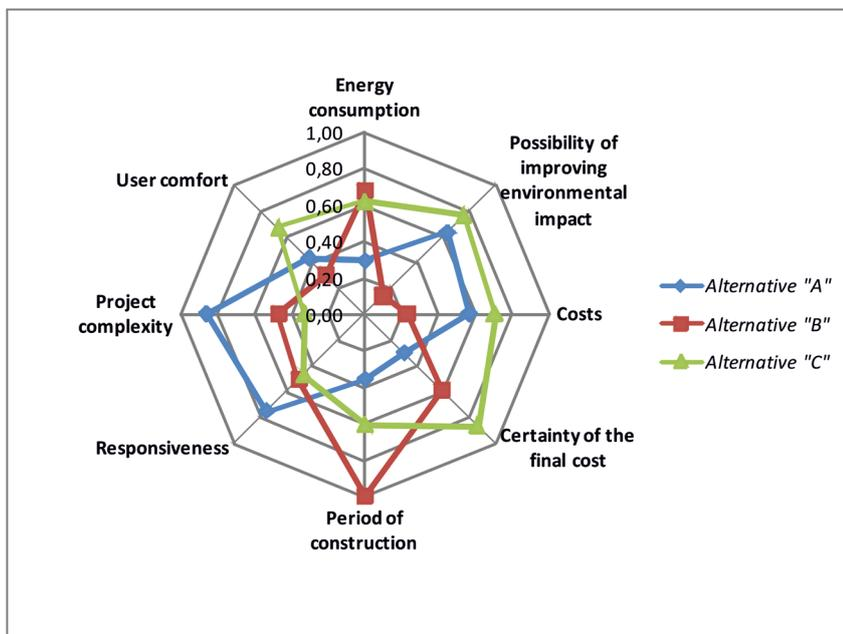 Energy
consumption
1,00
0,80
0,60
0,40
0,20
0,00
Possibility of
improving
environmental
impact
Costs
Certainty of the
final cost
Period of
construction
Responsiveness
Project
complexity
User comfort
Alternative "A"
Alternative "B"
Alternative "C"